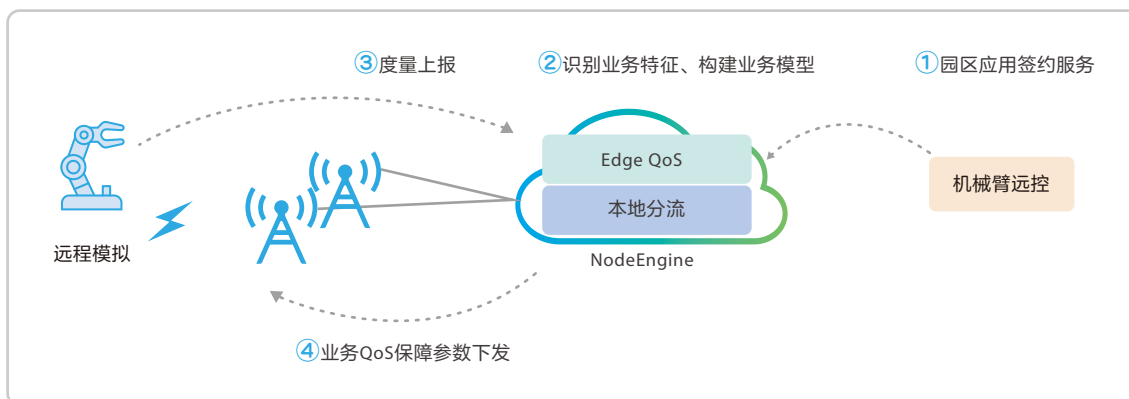 ③度量上报
②识别业务特征、构建业务模型
①园区应用签约服务
Edge QoS
本地分流
机械臂远控
远程模拟
NodeEngine
④业务QoS保障参数下发